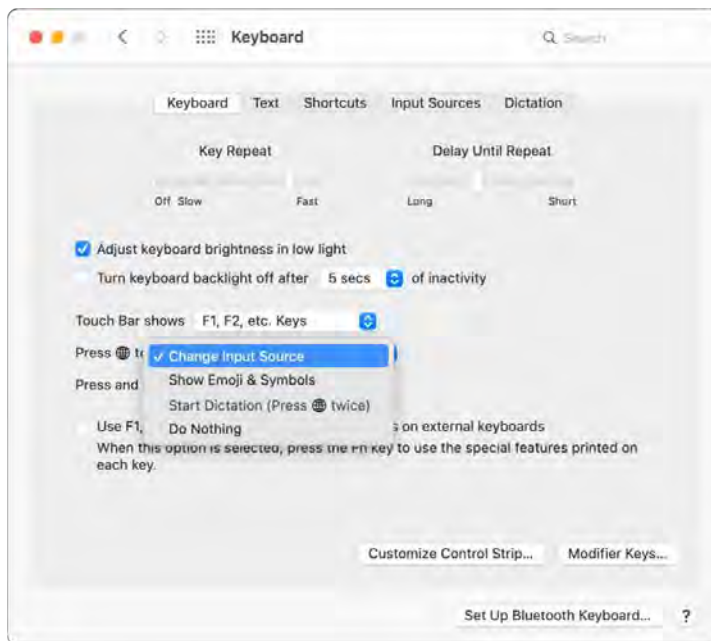 Keyboard
Search
Keyboard Text Shortcuts Input Sources Dictation
Key Repeat Delay Until Repeat
Off Slow Fast Long Short
Adjust keyboard brightness in low light
Turn keyboard backlight off after 5 secs of inactivity
Touch Bar shows F1, F2, etc. Keys
Press
✓ Change Input Source
Press and
Show Emoji & Symbols
Start Dictation (Press 🌐 twice)
Use F1,
Do Nothing
on external keyboards
When this option is selected, press the Fn key to use the special features printed on
each key.
Customize Control Strip... Modifier Keys...
Set Up Bluetooth Keyboard... ?